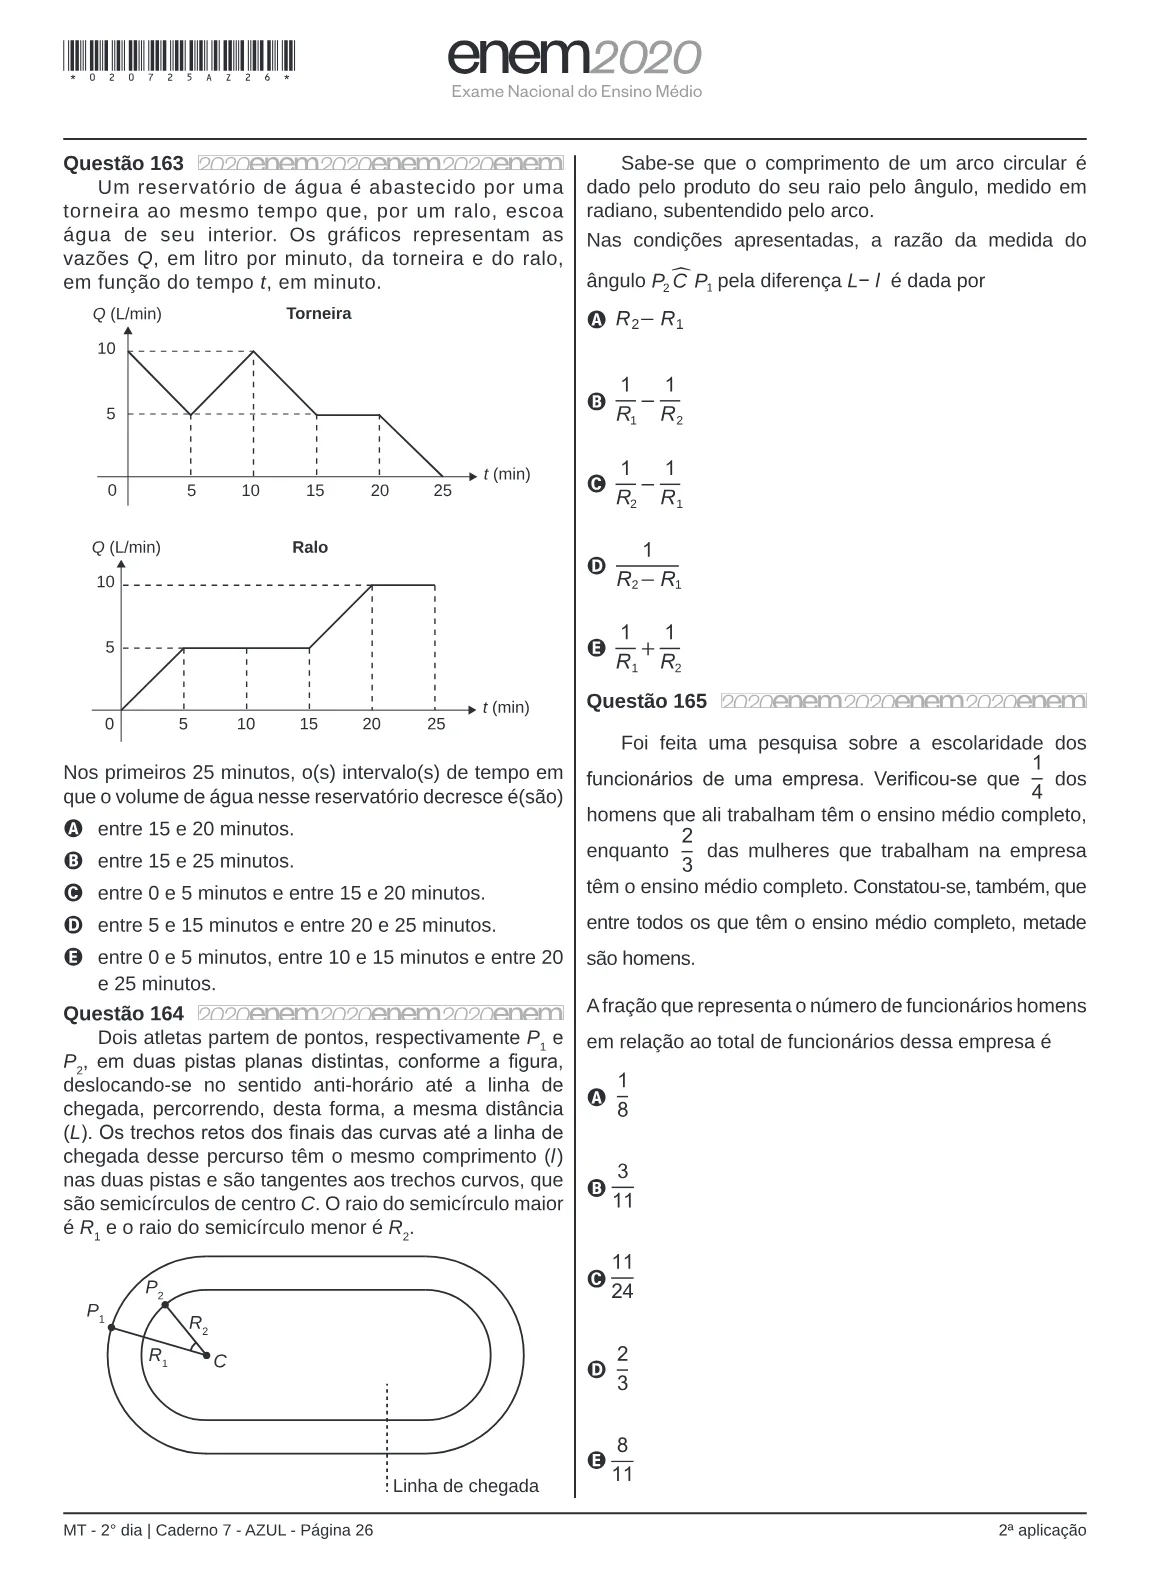 *020725AZ26*
enem2020
Exame Nacional do Ensino Médio
Questão 163 2020enem2020enem2020enem
Um reservatório de água é abastecido por uma
torneira ao mesmo tempo que, por um ralo, escoa
água de seu interior. Os gráficos representam as
vazões Q, em litro por minuto, da torneira e do ralo,
em função do tempo t, em minuto.
Q (L/min) Torneira
10
5
t (min)
0 5 10 15 20 25
Q (L/min) Ralo
10
5
t (min)
0 5 10 15 20 25
Nos primeiros 25 minutos, o(s) intervalo(s) de tempo em
que o volume de água nesse reservatório decresce é(são)
A entre 15 e 20 minutos.
B entre 15 e 25 minutos.
C entre 0 e 5 minutos e entre 15 e 20 minutos.
D entre 5 e 15 minutos e entre 20 e 25 minutos.
E entre 0 e 5 minutos, entre 10 e 15 minutos e entre 20
e 25 minutos.
Questão 164 2020enem2020enem2020enem
Dois atletas partem de pontos, respectivamente P₁ e
P₂, em duas pistas planas distintas, conforme a figura,
deslocando-se no sentido anti-horário até a linha de
chegada, percorrendo, desta forma, a mesma distância
(L). Os trechos retos dos finais das curvas até a linha de
chegada desse percurso têm o mesmo comprimento (l)
nas duas pistas e são tangentes aos trechos curvos, que
são semicírculos de centro C. O raio do semicírculo maior
é R₁ e o raio do semicírculo menor é R₂.
P₂
P₁
R₂
R₁
C
Linha de chegada
Sabe-se que o comprimento de um arco circular é
dado pelo produto do seu raio pelo ângulo, medido em
radiano, subentendido pelo arco.
Nas condições apresentadas, a razão da medida do
ângulo P₂ Ĉ P₁ pela diferença L− l é dada por
A R₂− R₁
B 1/R₁ − 1/R₂
C 1/R₂ − 1/R₁
D 1/(R₂− R₁)
E 1/R₁ + 1/R₂
Questão 165 2020enem2020enem2020enem
Foi feita uma pesquisa sobre a escolaridade dos
funcionários de uma empresa. Verificou-se que 1/4 dos
homens que ali trabalham têm o ensino médio completo,
enquanto 2/3 das mulheres que trabalham na empresa
têm o ensino médio completo. Constatou-se, também, que
entre todos os que têm o ensino médio completo, metade
são homens.
A fração que representa o número de funcionários homens
em relação ao total de funcionários dessa empresa é
A 1/8
B 3/11
C 11/24
D 2/3
E 8/11
MT - 2° dia | Caderno 7 - AZUL - Página 26
2ª aplicação